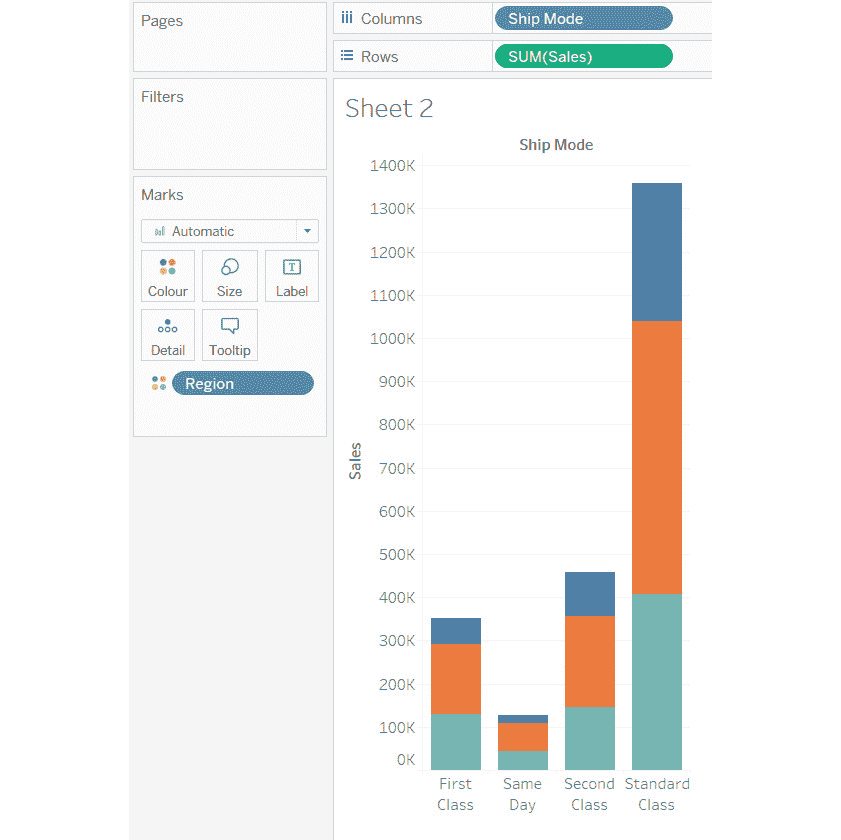 Pages
Columns
Ship Mode
Rows
SUM(Sales)
Filters
Marks
Automatic
Colour
Size
T
Label
Detail
Tooltip
Region
Sheet 2
Ship Mode
1400K
1300K
1200K
1100K
1000K
900K
800K
700K
600K
500K
400K
300K
200K
100K
0K
Sales
First Class
Same Day
Second Class
Standard Class